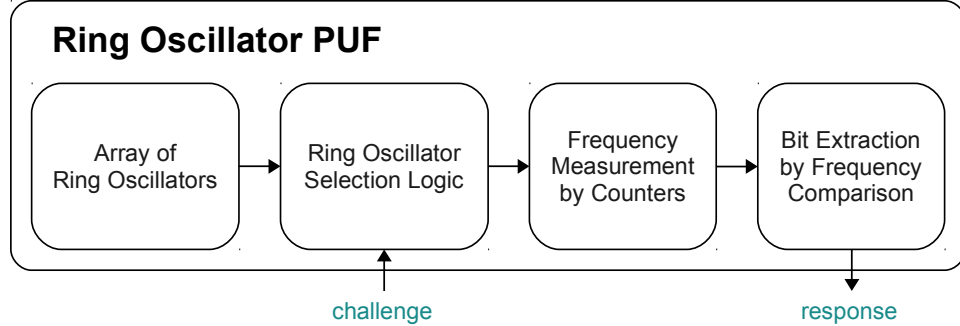 Ring Oscillator PUF
Array of
Ring Oscillators
Ring Oscillator
Selection Logic
Frequency
Measurement
by Counters
Bit Extraction
by Frequency
Comparison
challenge
response